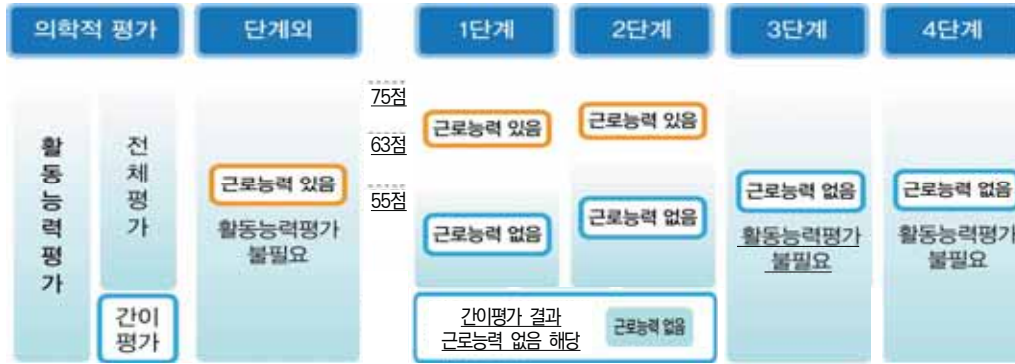 의학적 평가
단계외
1단계
2단계
3단계
4단계
활동능력평가
전체평가
간이
평가
근로능력 있음
활동능력평가
불필요
75점
63점
55점
근로능력 있음
근로능력 없음
근로능력 있음
근로능력 없음
간이평가 결과
근로능력 없음 해당
근로능력 없음
근로능력 없음
활동능력평가
불필요
근로능력 없음
활동능력평가
불필요